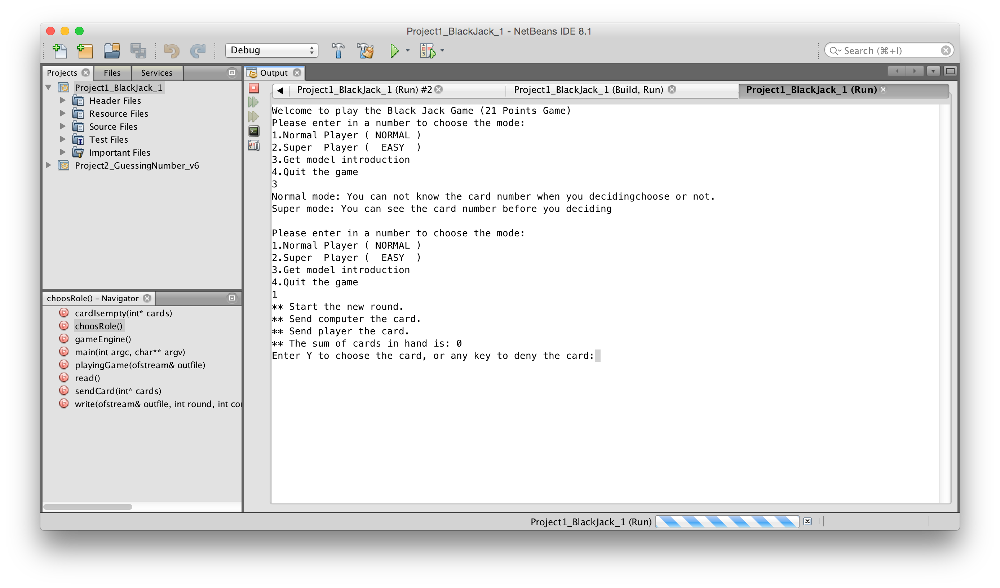 Project1_BlackJack_1 - NetBeans IDE 8.1
Debug
Search (⌘+I)
Projects
Files
Services
Project1_BlackJack_1
Header Files
Resource Files
Source Files
Test Files
Important Files
Project2_GuessingNumber_v6
choosRole() – Navigator
cardIsempty(int* cards)
choosRole()
gameEngine()
main(int argc, char** argv)
playingGame(ofstream& outfile)
read()
sendCard(int* cards)
write(ofstream& outfile, int round, int
Output
Project1_BlackJack_1 (Run) #2
Project1_BlackJack_1 (Build, Run)
Project1_BlackJack_1 (Run)
Welcome to play the Black Jack Game (21 Points Game)
Please enter in a number to choose the mode:
1.Normal Player ( NORMAL )
2.Super  Player (  EASY  )
3.Get model introduction
4.Quit the game
3
Normal mode: You can not know the card number when you decidingchoose or not.
Super mode: You can see the card number before you deciding
Please enter in a number to choose the mode:
1.Normal Player ( NORMAL )
2.Super  Player (  EASY  )
3.Get model introduction
4.Quit the game
1
** Start the new round.
** Send computer the card.
** Send player the card.
** The sum of cards in hand is: 0
Enter Y to choose the card, or any key to deny the card:
Project1_BlackJack_1 (Run)